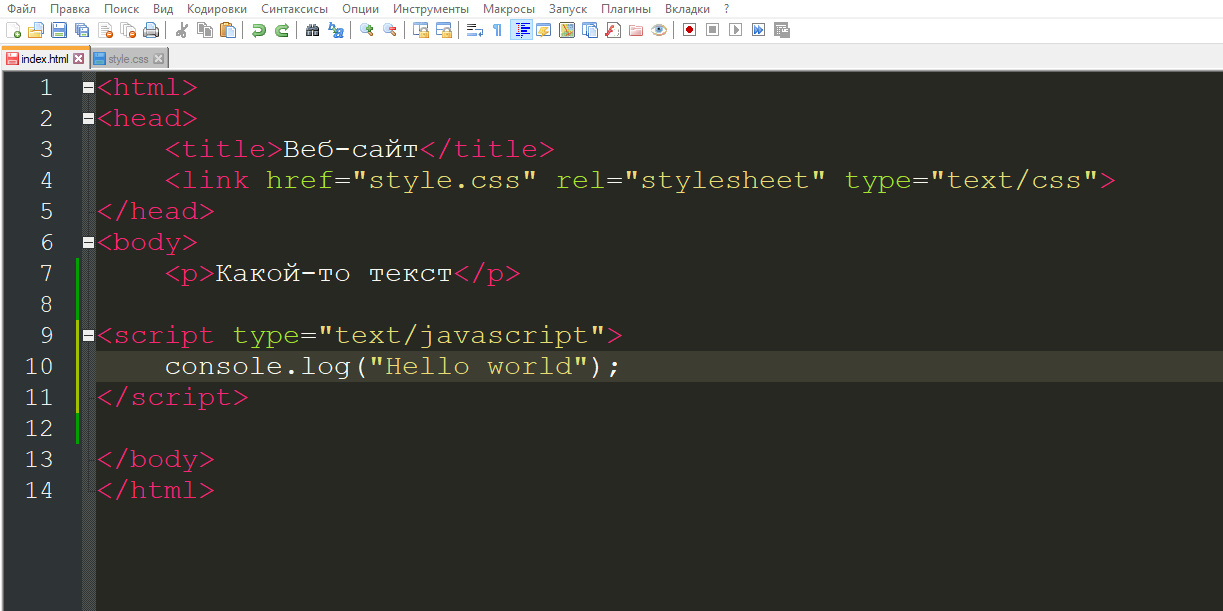 Файл Правка Поиск Вид Кодировки Синтаксисы Опции Инструменты Макросы Запуск Плагины Вкладки ?
index.html style.css
1 <html>
2 <head>
3 <title>Веб-сайт</title>
4 <link href="style.css" rel="stylesheet" type="text/css">
5 </head>
6 <body>
7 <p>Какой-то текст</p>
8
9 <script type="text/javascript">
10 console.log("Hello world");
11 </script>
12
13 </body>
14 </html>